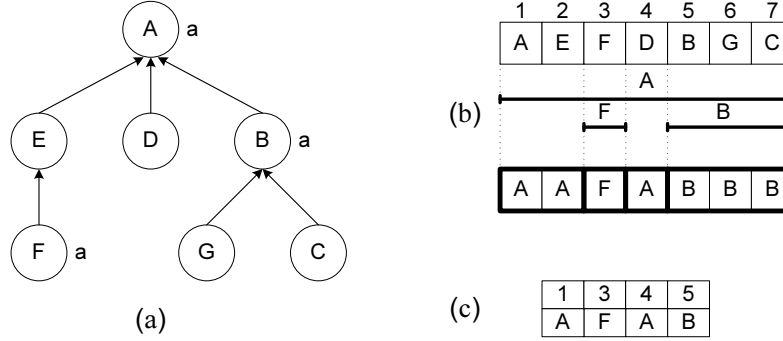 A a
E D B a
F a G C
(a)
1 2 3 4 5 6 7
A E F D B G C
A
F B
(b)
A A F A B B B
1 3 4 5
A F A B
(c)